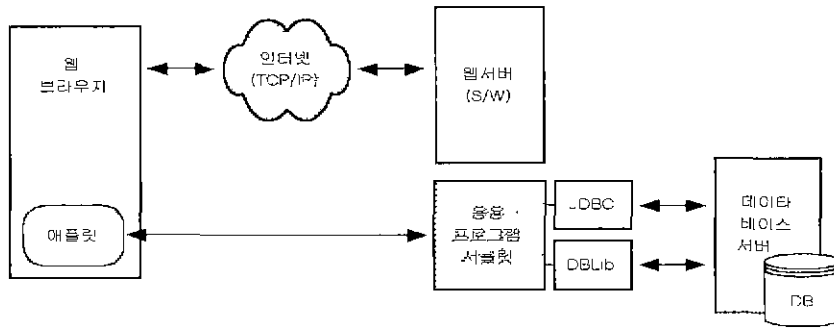 웹
브라우저
인터넷
(TCP/IP)
웹서버
(S/W)
애플릿
응용
프로그램
서블릿
JDBC
DBLib
데이타
베이스
서버
DB